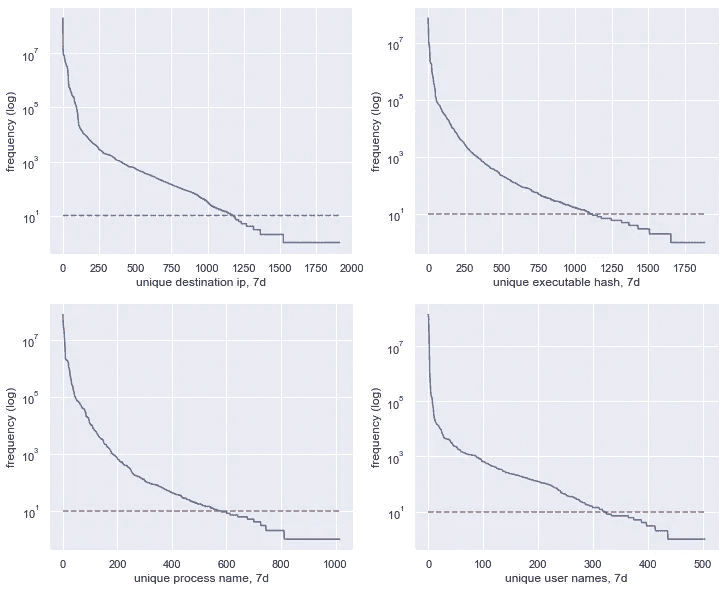 10^7
10^5
10^3
10^1
frequency (log)
0 250 500 750 1000 1250 1500 1750 2000
unique destination ip, 7d
10^7
10^5
10^3
10^1
frequency (log)
0 250 500 750 1000 1250 1500 1750
unique executable hash, 7d
10^7
10^5
10^3
10^1
frequency (log)
0 200 400 600 800 1000
unique process name, 7d
10^7
10^5
10^3
10^1
frequency (log)
0 100 200 300 400 500
unique user names, 7d